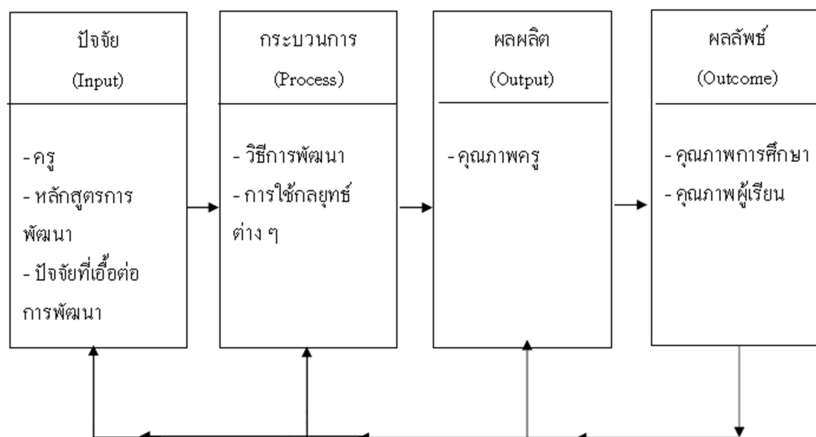 ปัจจัย
(Input)
- ครู
- หลักสูตรการ
พัฒนา
- ปัจจัยที่เอื้อต่อ
การพัฒนา
กระบวนการ
(Process)
- วิธีการพัฒนา
- การใช้กลยุทธ์
ต่าง ๆ
ผลผลิต
(Output)
- คุณภาพครู
ผลลัพธ์
(Outcome)
- คุณภาพการศึกษา
- คุณภาพผู้เรียน